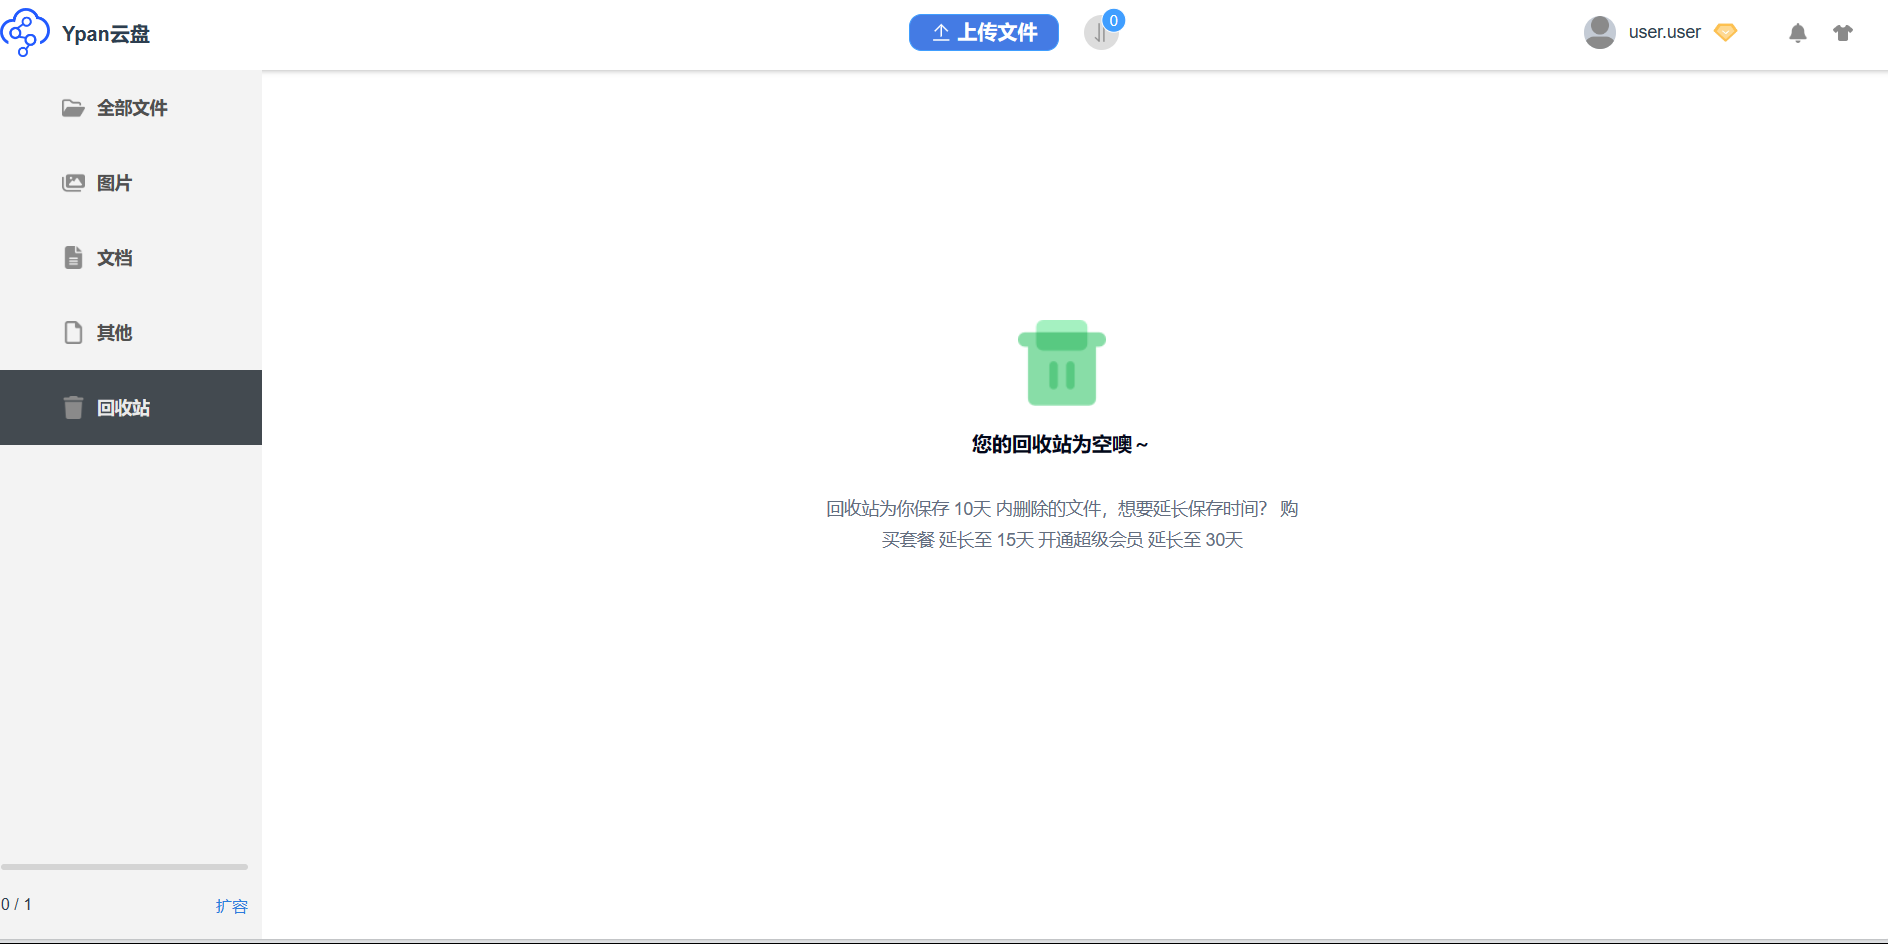 Ypan云盘
上传文件
0
user.user
全部文件
图片
文档
其他
回收站
您的回收站为空噢~
回收站为你保存 10天 内删除的文件，想要延长保存时间？ 购
买套餐 延长至 15天 开通超级会员 延长至 30天
0 / 1
扩容